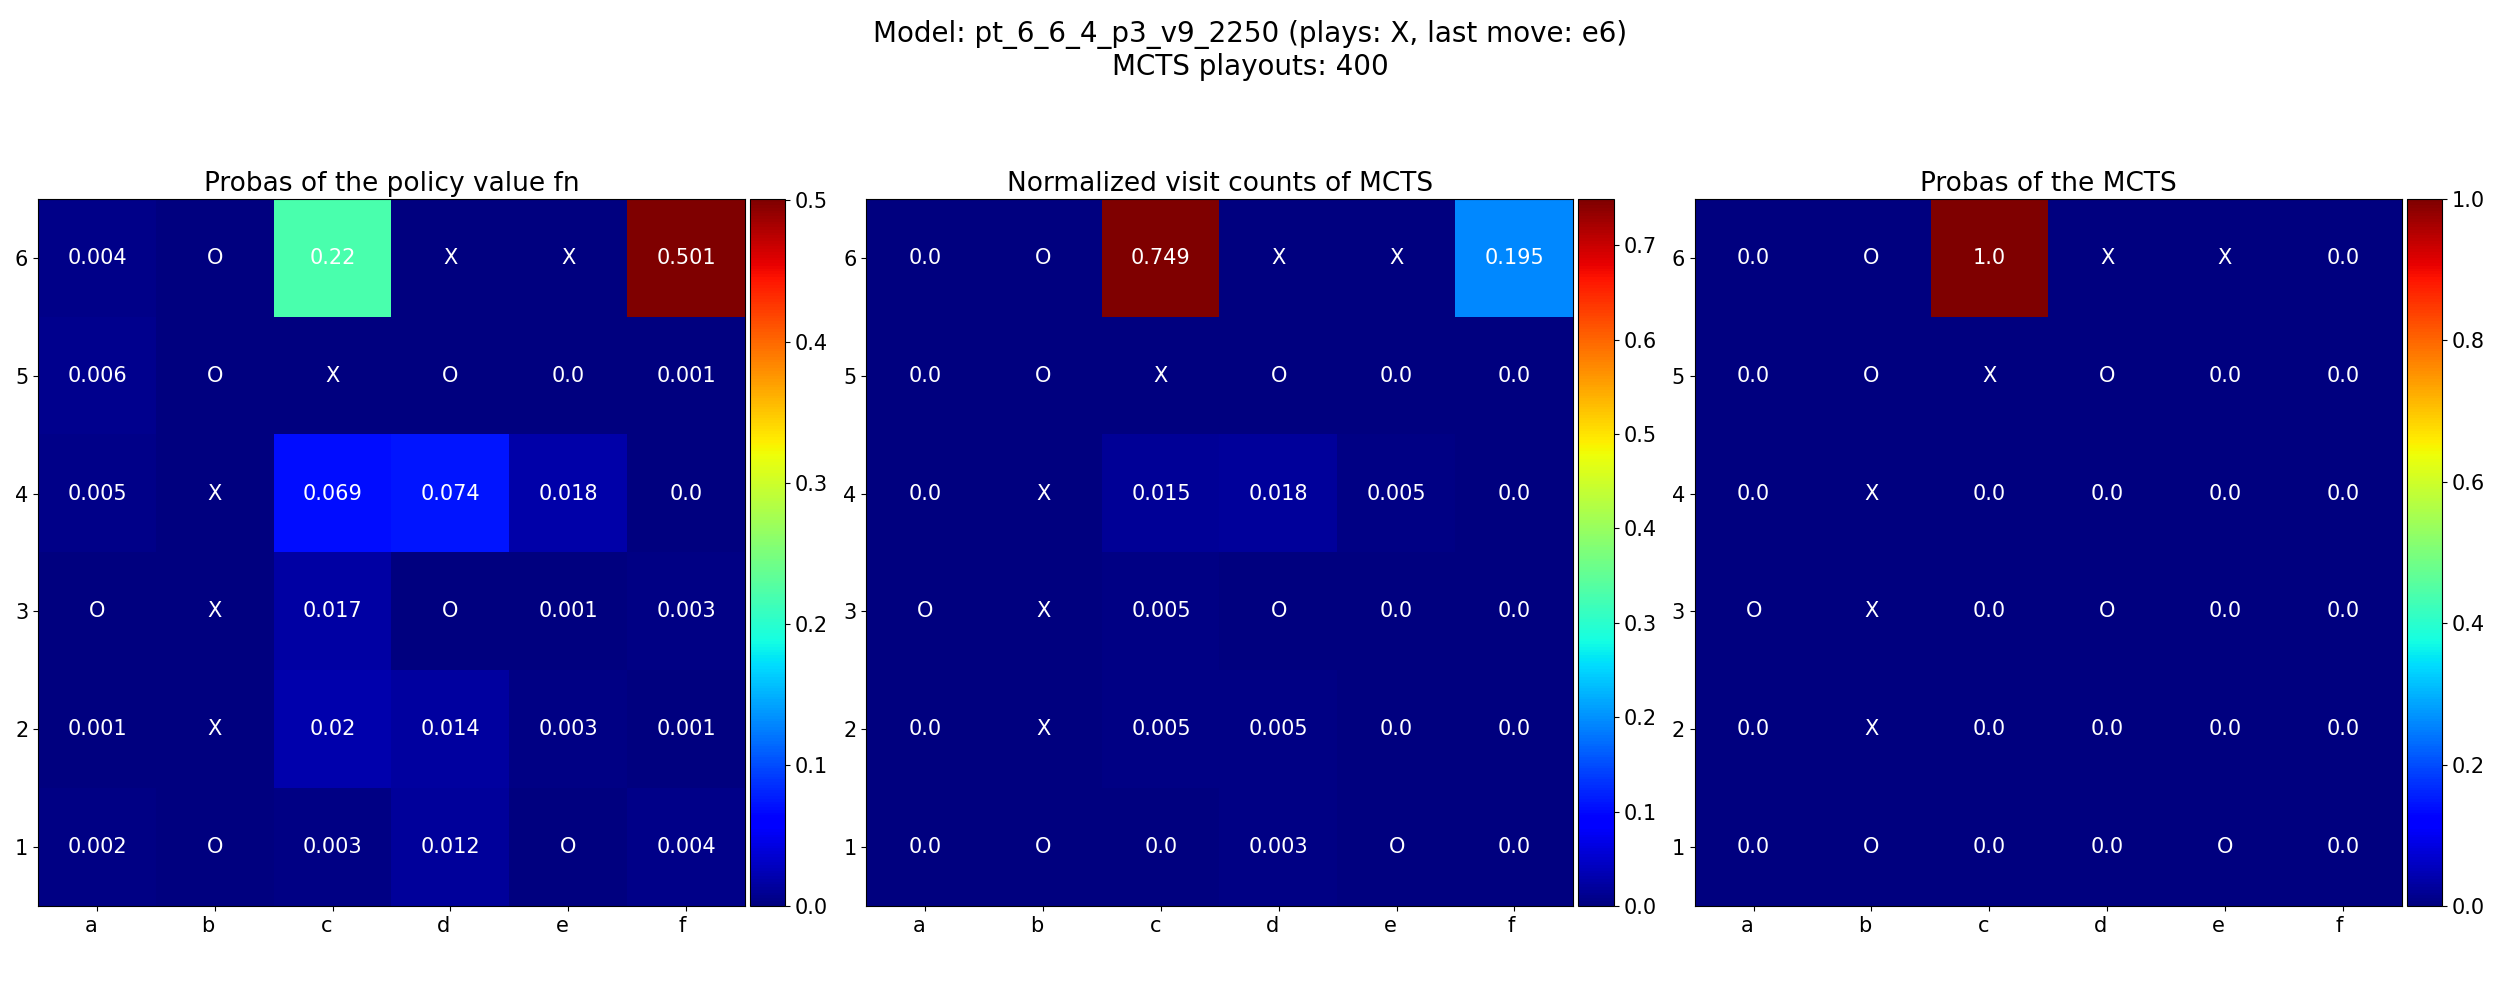 Model: pt_6_6_4_p3_v9_2250 (plays: X, last move: e6)
MCTS playouts: 400
Probas of the policy value fn
6 0.004 O 0.22 X X 0.501
5 0.006 O X O 0.0 0.001
4 0.005 X 0.069 0.074 0.018 0.0
3 O X 0.017 O 0.001 0.003
2 0.001 X 0.02 0.014 0.003 0.001
1 0.002 O 0.003 0.012 O 0.004
a b c d e f
0.5
0.4
0.3
0.2
0.1
0.0
Normalized visit counts of MCTS
6 0.0 O 0.749 X X 0.195
5 0.0 O X O 0.0 0.0
4 0.0 X 0.015 0.018 0.005 0.0
3 O X 0.005 O 0.0 0.0
2 0.0 X 0.005 0.005 0.0 0.0
1 0.0 O 0.0 0.003 O 0.0
a b c d e f
0.7
0.6
0.5
0.4
0.3
0.2
0.1
0.0
Probas of the MCTS
6 0.0 O 1.0 X X 0.0
5 0.0 O X O 0.0 0.0
4 0.0 X 0.0 0.0 0.0 0.0
3 O X 0.0 O 0.0 0.0
2 0.0 X 0.0 0.0 0.0 0.0
1 0.0 O 0.0 0.0 O 0.0
a b c d e f
1.0
0.8
0.6
0.4
0.2
0.0